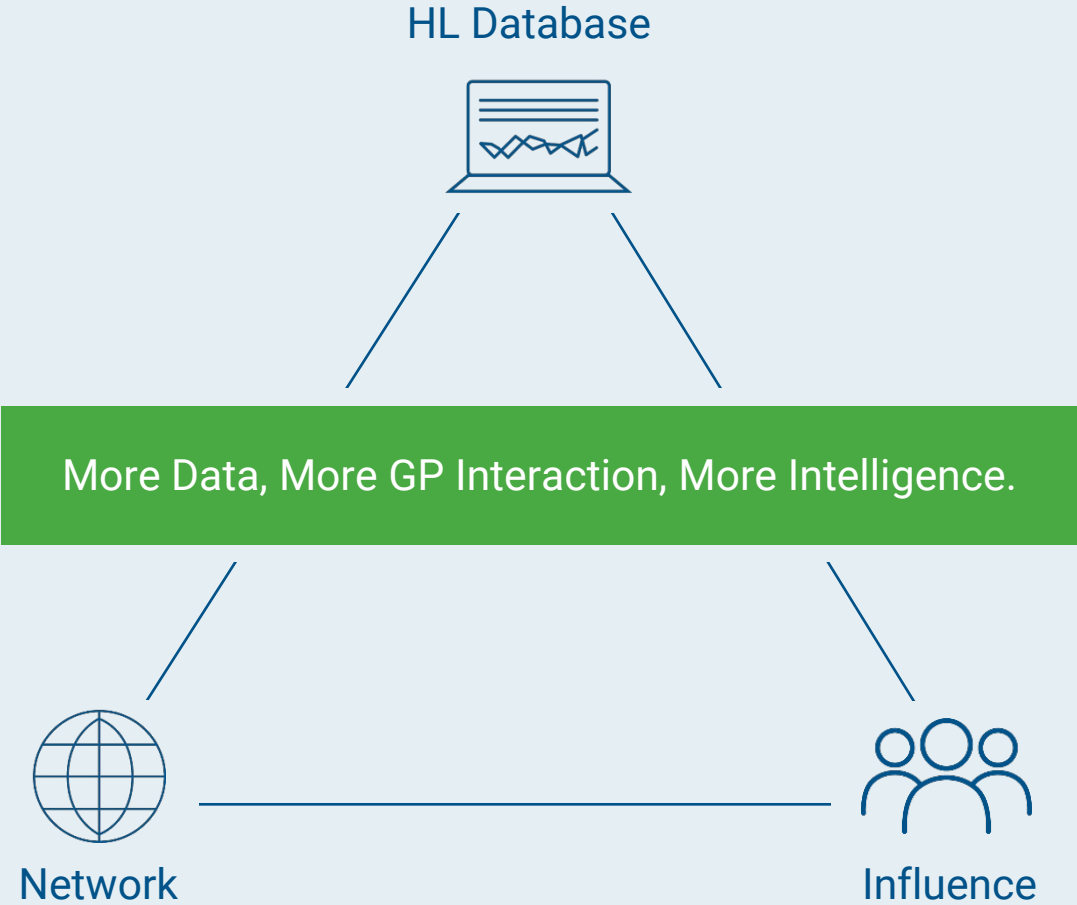 HL Database
More Data, More GP Interaction, More Intelligence.
Network
Influence